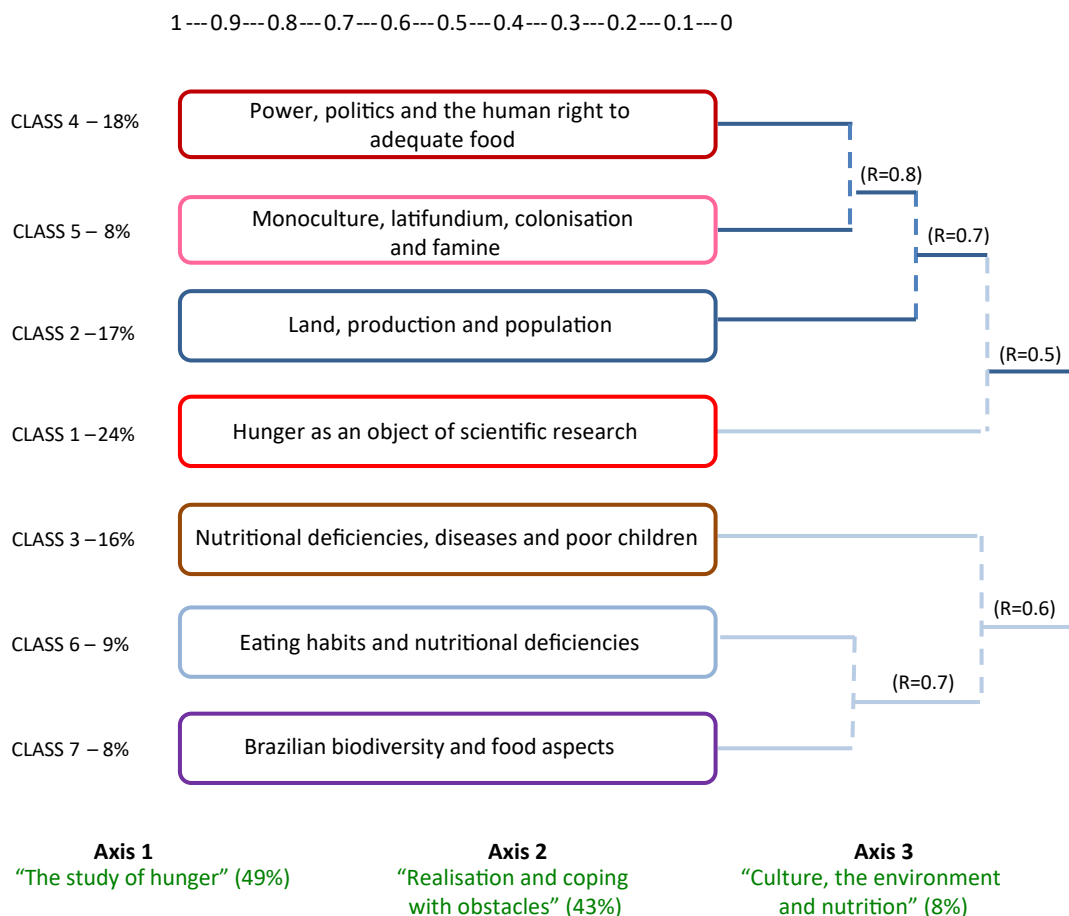 1 ---0.9---0.8---0.7---0.6---0.5---0.4---0.3---0.2---0.1---0
CLASS 4 – 18%
Power, politics and the human right to
adequate food
(R=0.8)
CLASS 5 – 8%
Monoculture, latifundium, colonisation
and famine
(R=0.7)
CLASS 2 –17%
Land, production and population
(R=0.5)
CLASS 1 –24%
Hunger as an object of scientific research
CLASS 3 –16%
Nutritional deficiencies, diseases and poor children
(R=0.6)
CLASS 6 – 9%
Eating habits and nutritional deficiencies
(R=0.7)
CLASS 7 – 8%
Brazilian biodiversity and food aspects
Axis 1
“The study of hunger” (49%)
Axis 2
“Realisation and coping
with obstacles” (43%)
Axis 3
“Culture, the environment
and nutrition” (8%)